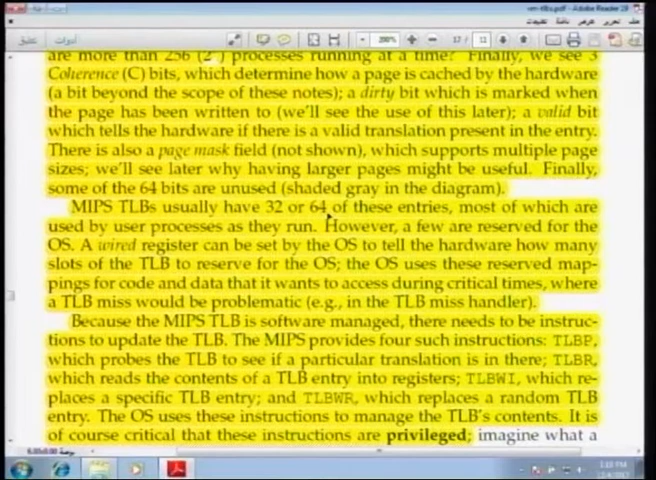 vm-tlbs.pdf - Adobe Reader
أدوات
تعليق
200%
17 / 11
are more than 256 (2 ) processes running at a time? Finally, we see 3
Coherence (C) bits, which determine how a page is cached by the hardware
(a bit beyond the scope of these notes); a dirty bit which is marked when
the page has been written to (we'll see the use of this later); a valid bit
which tells the hardware if there is a valid translation present in the entry.
There is also a page mask field (not shown), which supports multiple page
sizes; we'll see later why having larger pages might be useful. Finally,
some of the 64 bits are unused (shaded gray in the diagram).
MIPS TLBs usually have 32 or 64 of these entries, most of which are
used by user processes as they run. However, a few are reserved for the
OS. A wired register can be set by the OS to tell the hardware how many
slots of the TLB to reserve for the OS; the OS uses these reserved map-
pings for code and data that it wants to access during critical times, where
a TLB miss would be problematic (e.g., in the TLB miss handler).
Because the MIPS TLB is software managed, there needs to be instruc-
tions to update the TLB. The MIPS provides four such instructions: TLBP,
which probes the TLB to see if a particular translation is in there; TLBR,
which reads the contents of a TLB entry into registers; TLBWI, which re-
places a specific TLB entry; and TLBWR, which replaces a random TLB
entry. The OS uses these instructions to manage the TLB's contents. It is
of course critical that these instructions are privileged; imagine what a